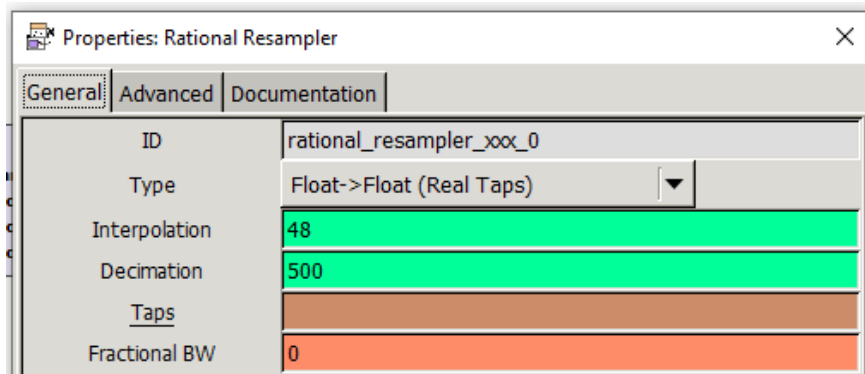 Properties: Rational Resampler
General Advanced Documentation
ID rational_resampler_xxx_0
Type Float->Float (Real Taps)
Interpolation 48
Decimation 500
Taps
Fractional BW 0